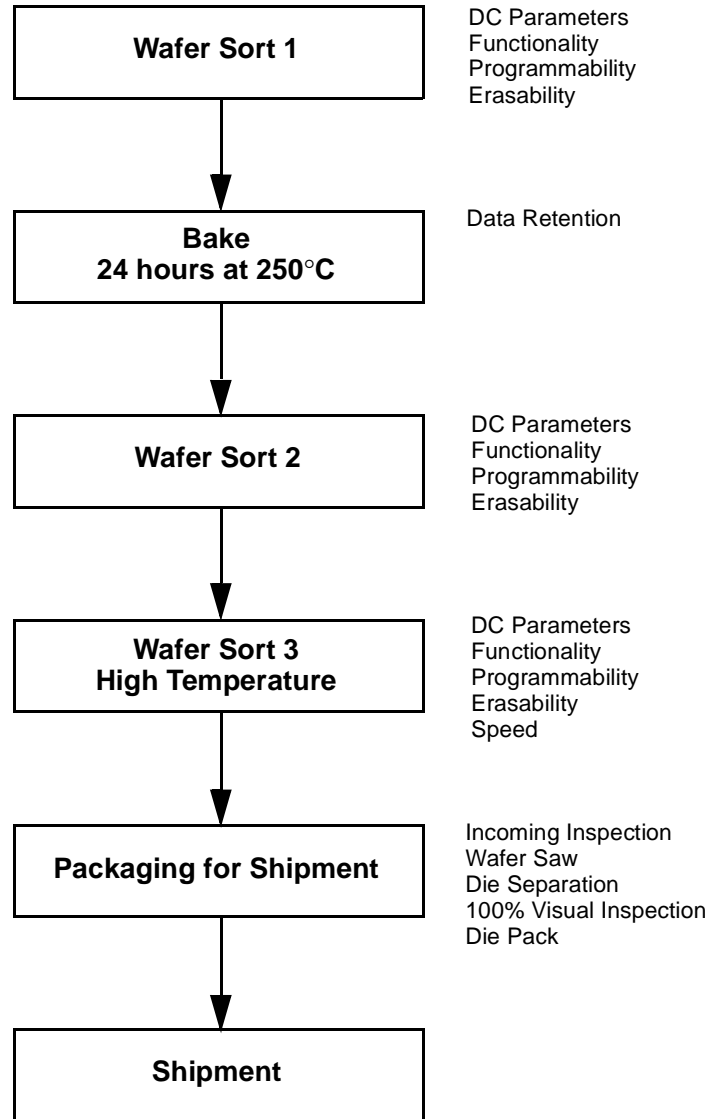 Wafer Sort 1
DC Parameters
Functionality
Programmability
Erasability
Bake
24 hours at 250°C
Data Retention
Wafer Sort 2
DC Parameters
Functionality
Programmability
Erasability
Wafer Sort 3
High Temperature
DC Parameters
Functionality
Programmability
Erasability
Speed
Packaging for Shipment
Incoming Inspection
Wafer Saw
Die Separation
100% Visual Inspection
Die Pack
Shipment